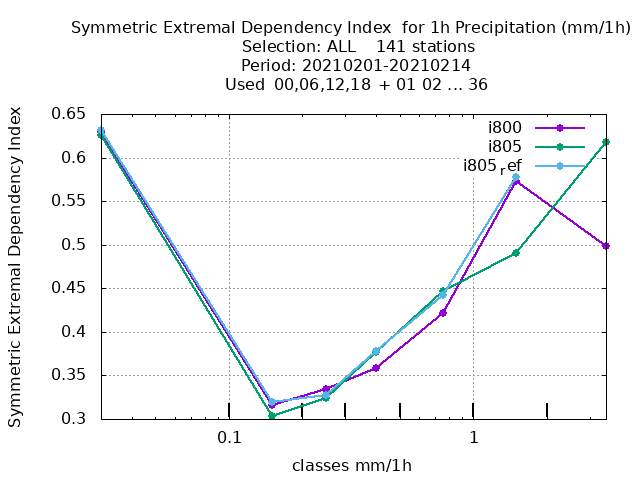 Symmetric Extremal Dependency Index for 1h Precipitation (mm/1h)
Selection: ALL 141 stations
Period: 20210201-20210214
Used 00,06,12,18 + 01 02 ... 36
Symmetric Extremal Dependency Index
0.65
0.6
0.55
0.5
0.45
0.4
0.35
0.3
i800
i805
i805ref
0.1
1
classes mm/1h